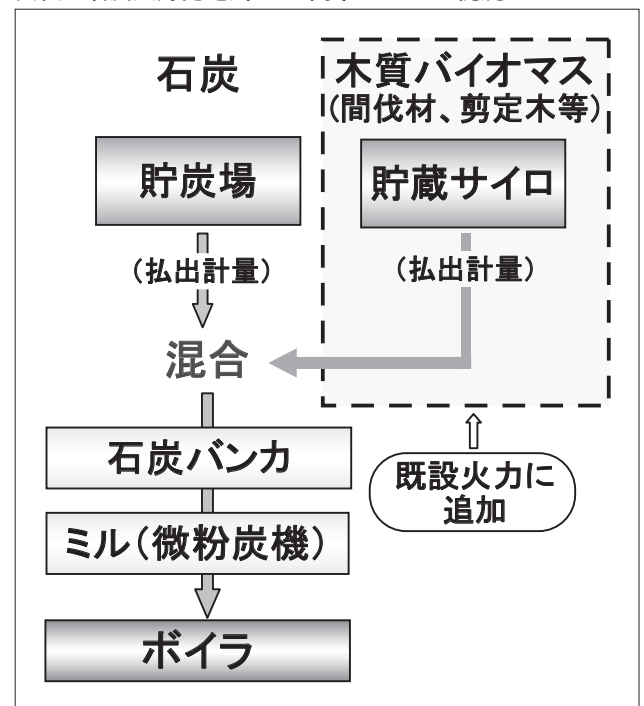 石炭
木質バイオマス
(間伐材、剪定木等)
貯炭場
貯蔵サイロ
(払出計量)
(払出計量)
混合
石炭バンカ
既設火力に
追加
ミル(微粉炭機)
ボイラ